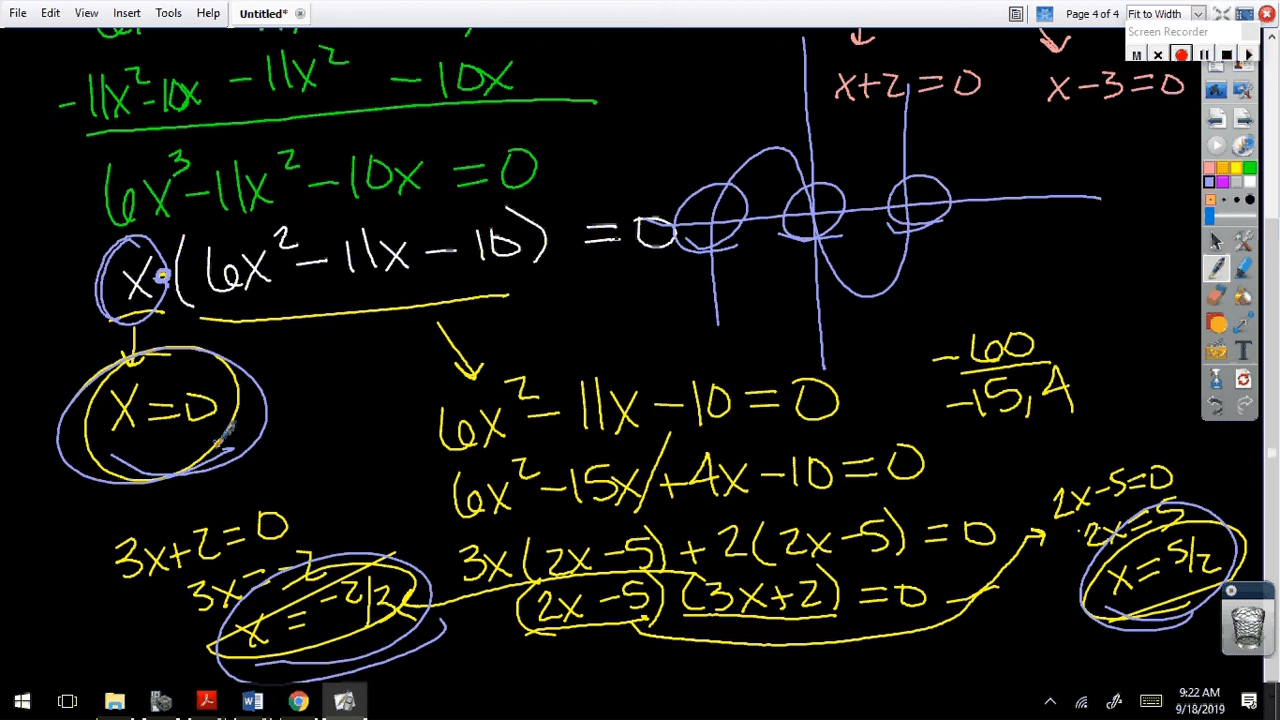 File Edit View Insert Tools Help Untitled* Page 4 of 4 Fit to Width
Screen Recorder
M
-11x²-10x -11x² - 10x
x+2=0 x-3=0
6x³-11x²-10x=0
x•(6x²-11x-10) = 0
x=0
6x²-11x-10=0
-60
-15,4
6x²-15x/+4x-10=0
3x+2=0
3x=-2
x=-2/3
3x(2x-5)+2(2x-5)=0
(2x-5)(3x+2)=0
2x-5=0
2x=5
x=5/2
9:22 AM
9/18/2019